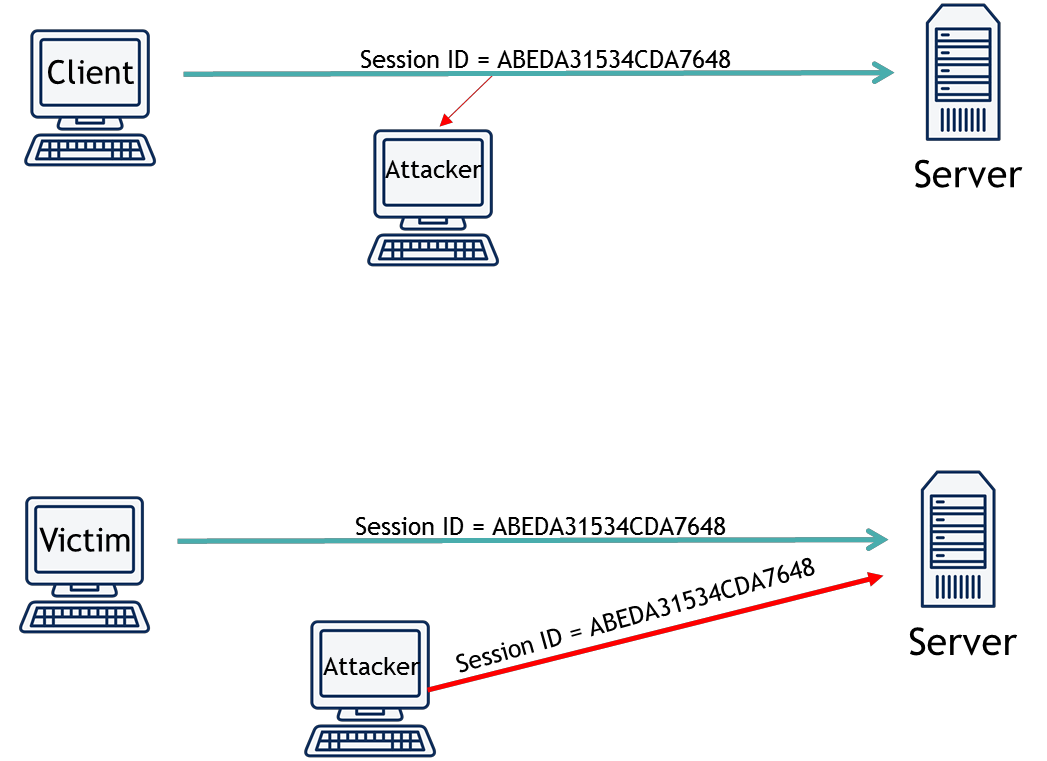 Session ID = ABEDA31534CDA7648
Client
Attacker
Server
Session ID = ABEDA31534CDA7648
Victim
Session ID = ABEDA31534CDA7648
Server
Attacker